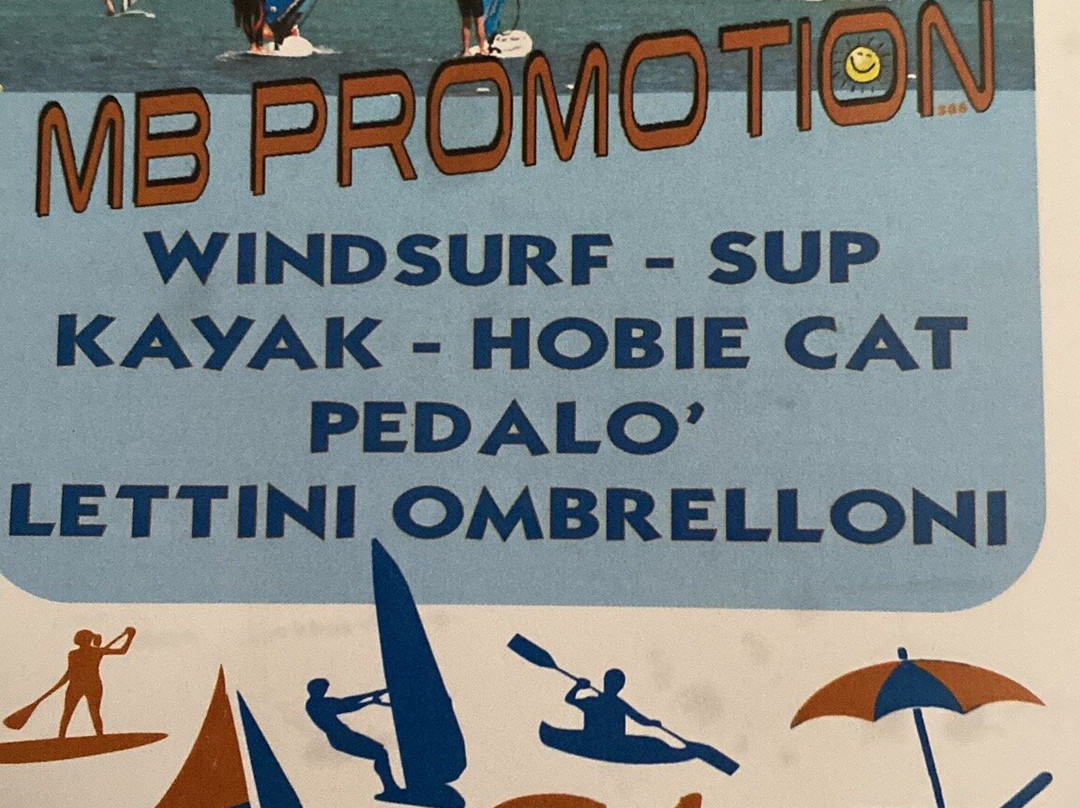 MB PROMOTION
WINDSURF - SUP
KAYAK - HOBIE CAT
PEDALO'
LETTINI OMBRELLONI